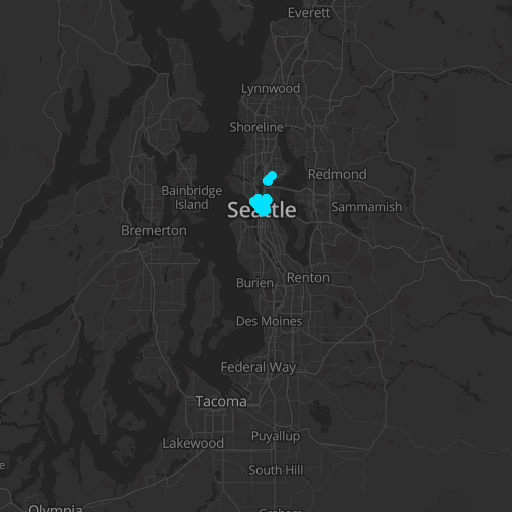 Everett
Lynnwood
Shoreline
Redmond
Bainbridge
Island
Sammamish
Seattle
Bremerton
Renton
Burien
Des Moines
Federal Way
Tacoma
Puyallup
Lakewood
South Hill
Olympia